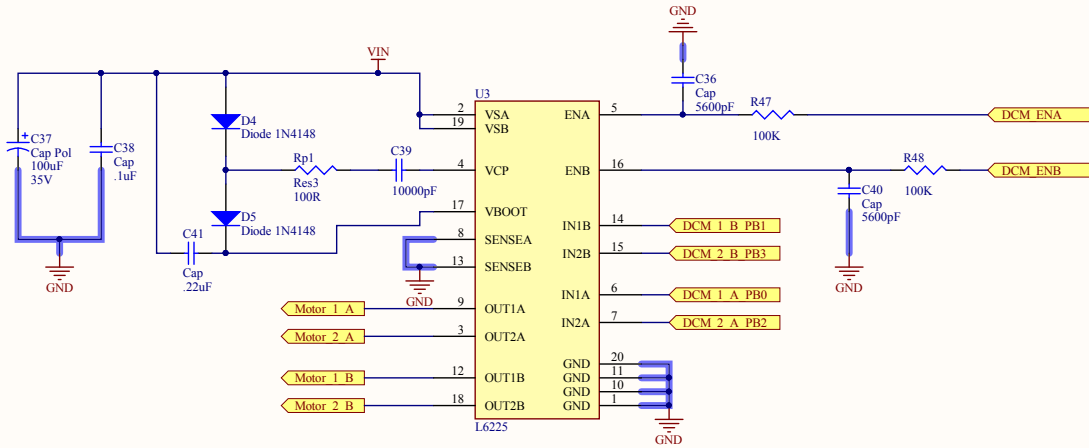 GND
VIN
U3
C36
Cap
5600pF
R47
100K
DCM_ENA
2
VSA
19
VSB
ENA
5
D4
Diode 1N4148
C37
Cap Pol
100uF
35V
C38
Cap
.1uF
Rp1
Res3
100R
C39
10000pF
4
VCP
ENB
16
R48
100K
DCM_ENB
C40
Cap
5600pF
GND
D5
Diode 1N4148
17
VBOOT
C41
Cap
.22uF
GND
8
SENSEA
13
SENSEB
GND
IN1B
14
DCM_1_B_PB1
IN2B
15
DCM_2_B_PB3
IN1A
6
DCM_1_A_PB0
IN2A
7
DCM_2_A_PB2
Motor_1_A
9
OUT1A
Motor_2_A
3
OUT2A
Motor_1_B
12
OUT1B
Motor_2_B
18
OUT2B
GND
20
GND
11
GND
10
GND
1
L6225
GND